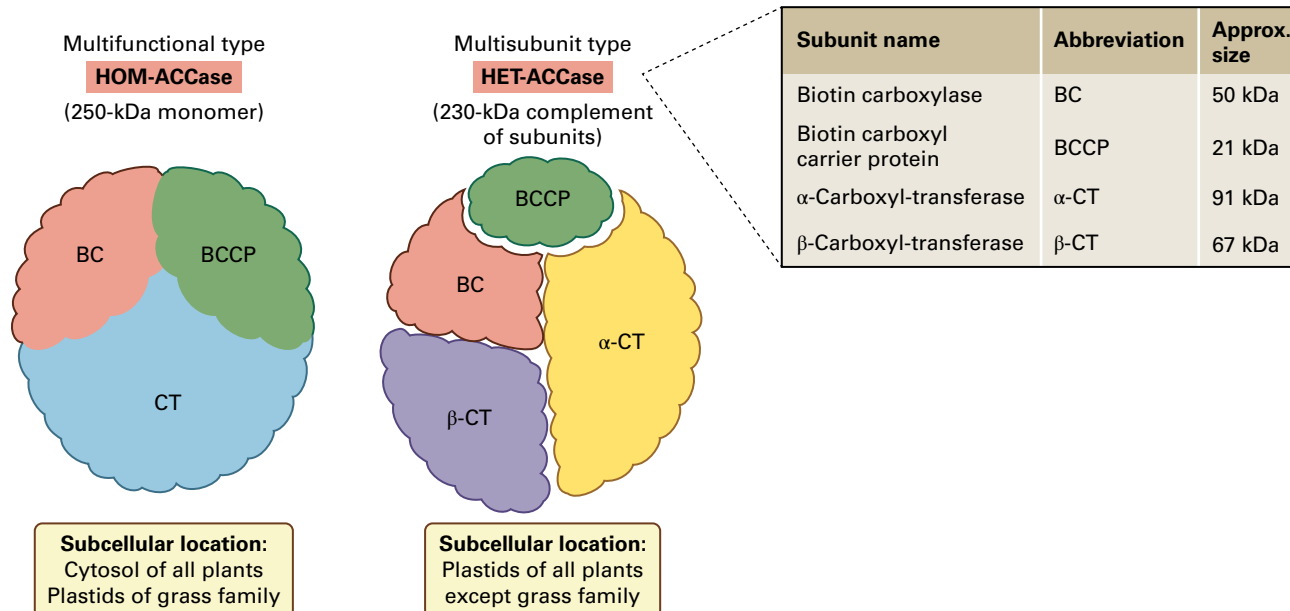 Multifunctional type
HOM-ACCase
(250-kDa monomer)
BC
BCCP
CT
Subcellular location:
Cytosol of all plants
Plastids of grass family
Multisubunit type
HET-ACCase
(230-kDa complement
of subunits)
BCCP
BC
α-CT
β-CT
Subcellular location:
Plastids of all plants
except grass family
Subunit name Abbreviation Approx. size
Biotin carboxylase BC 50 kDa
Biotin carboxyl carrier protein BCCP 21 kDa
α-Carboxyl-transferase α-CT 91 kDa
β-Carboxyl-transferase β-CT 67 kDa